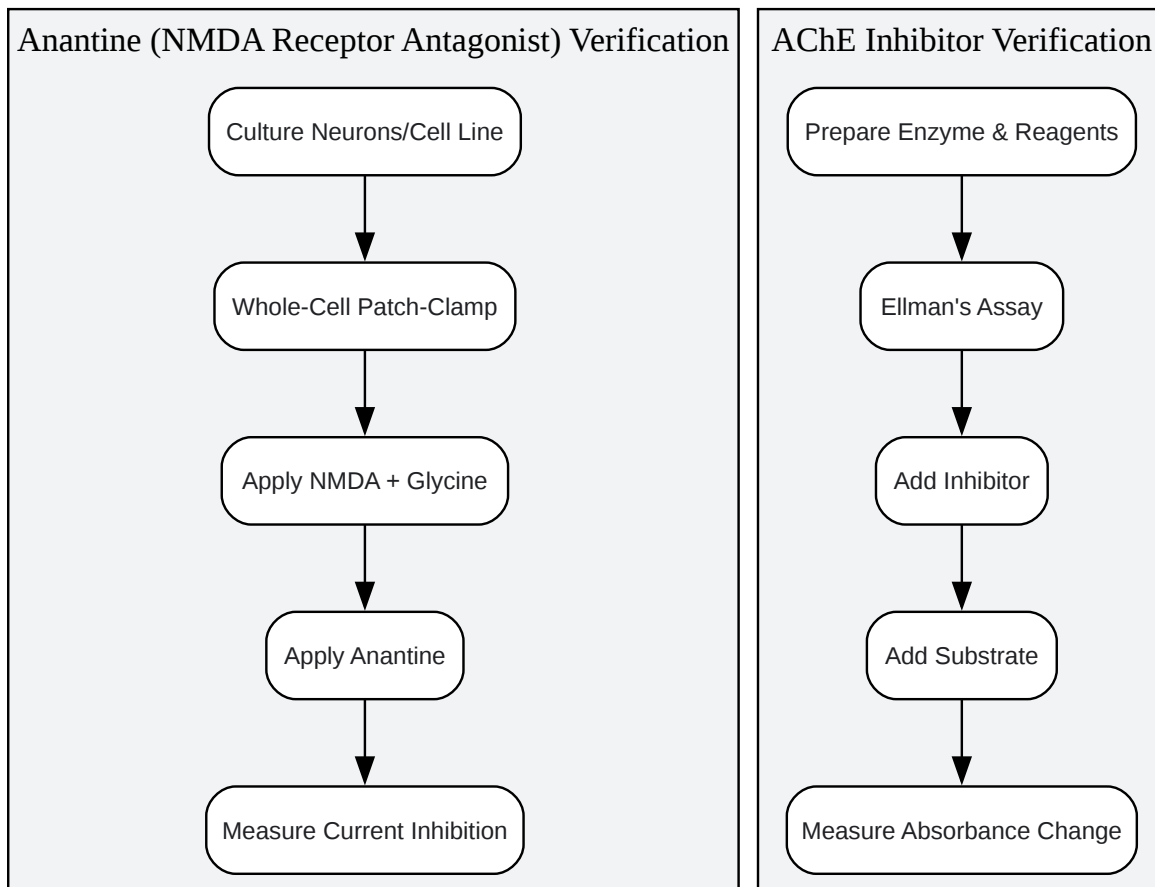 Anantine (NMDA Receptor Antagonist) Verification
Culture Neurons/Cell Line
Whole-Cell Patch-Clamp
Apply NMDA + Glycine
Apply Anantine
Measure Current Inhibition
AChE Inhibitor Verification
Prepare Enzyme & Reagents
Ellman's Assay
Add Inhibitor
Add Substrate
Measure Absorbance Change